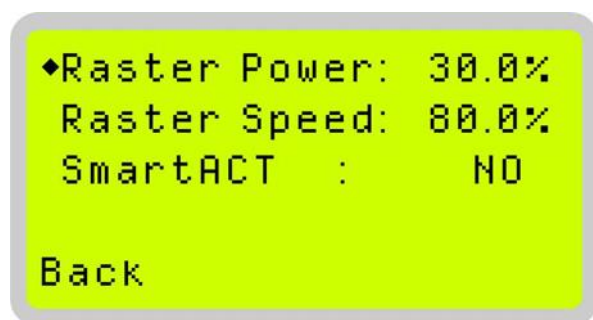 ◆Raster Power: 30.0%
Raster Speed: 80.0%
SmartACT : NO
Back